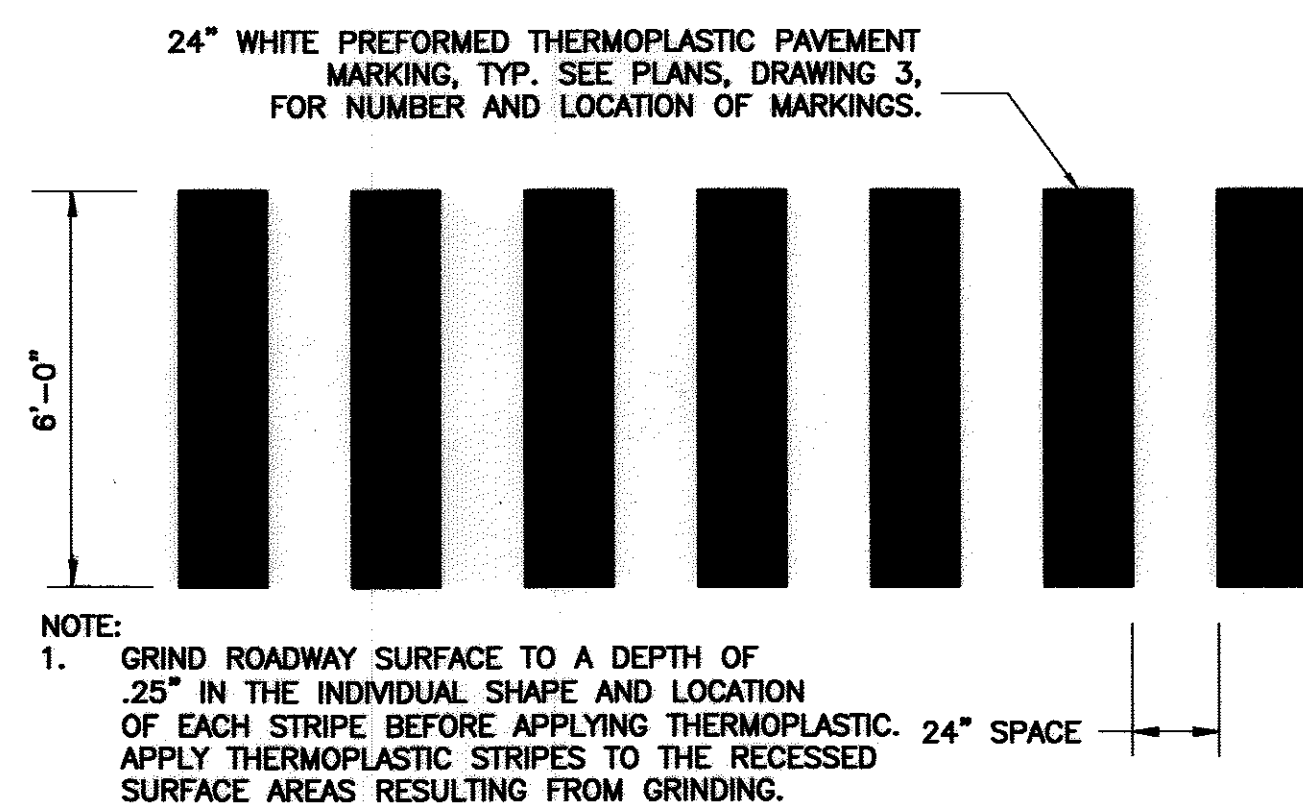 24" WHITE PREFORMED THERMOPLASTIC PAVEMENT
MARKING, TYP. SEE PLANS, DRAWING 3,
FOR NUMBER AND LOCATION OF MARKINGS.
6'-0"
NOTE:
1. GRIND ROADWAY SURFACE TO A DEPTH OF
.25" IN THE INDIVIDUAL SHAPE AND LOCATION
OF EACH STRIPE BEFORE APPLYING THERMOPLASTIC.
APPLY THERMOPLASTIC STRIPES TO THE RECESSED
SURFACE AREAS RESULTING FROM GRINDING.
24" SPACE